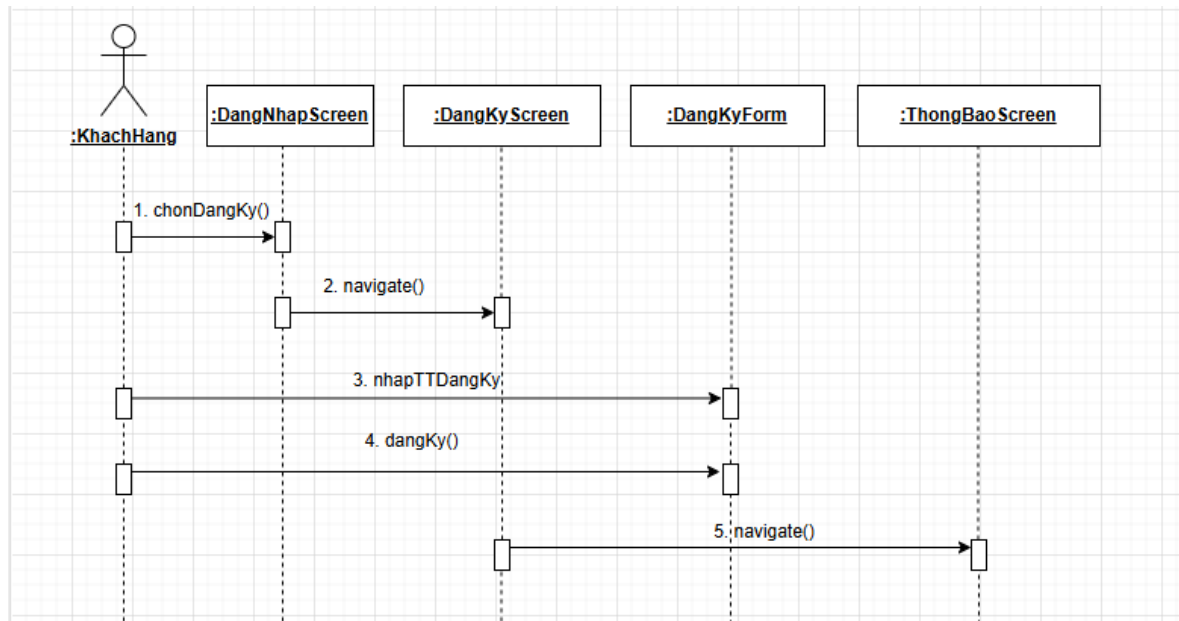 :KhachHang
:DangNhapScreen
:DangKyScreen
:DangKyForm
:ThongBaoScreen
1. chonDangKy()
2. navigate()
3. nhapTTDangKy
4. dangKy()
5. navigate()